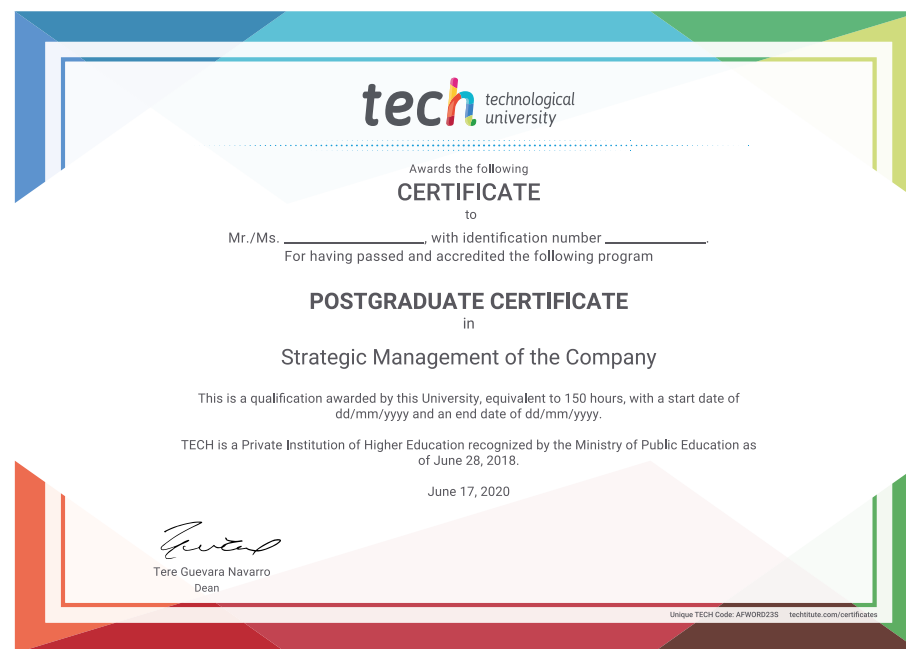 tech technological
university
Awards the following
CERTIFICATE
to
Mr./Ms. ____________________, with identification number ______________.
For having passed and accredited the following program
POSTGRADUATE CERTIFICATE
in
Strategic Management of the Company
This is a qualification awarded by this University, equivalent to 150 hours, with a start date of
dd/mm/yyyy and an end date of dd/mm/yyyy.
TECH is a Private Institution of Higher Education recognized by the Ministry of Public Education as
of June 28, 2018.
June 17, 2020
Tere Guevara Navarro
Dean
Unique TECH Code: AFWORD23S techtitute.com/certificates